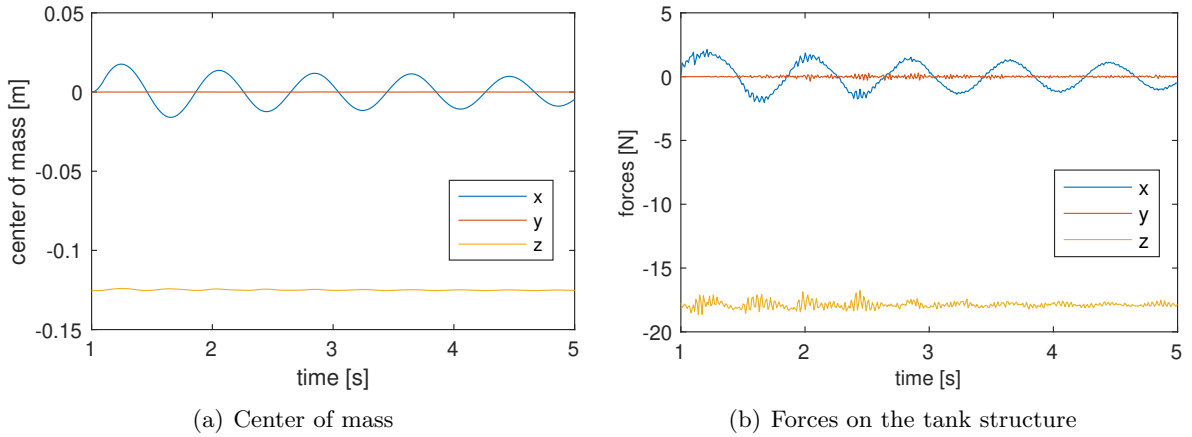 0.05
0
-0.05
-0.1
-0.15
center of mass [m]
1
2
3
4
5
time [s]
x
y
z
(a) Center of mass
5
0
-5
-10
-15
-20
forces [N]
1
2
3
4
5
time [s]
x
y
z
(b) Forces on the tank structure